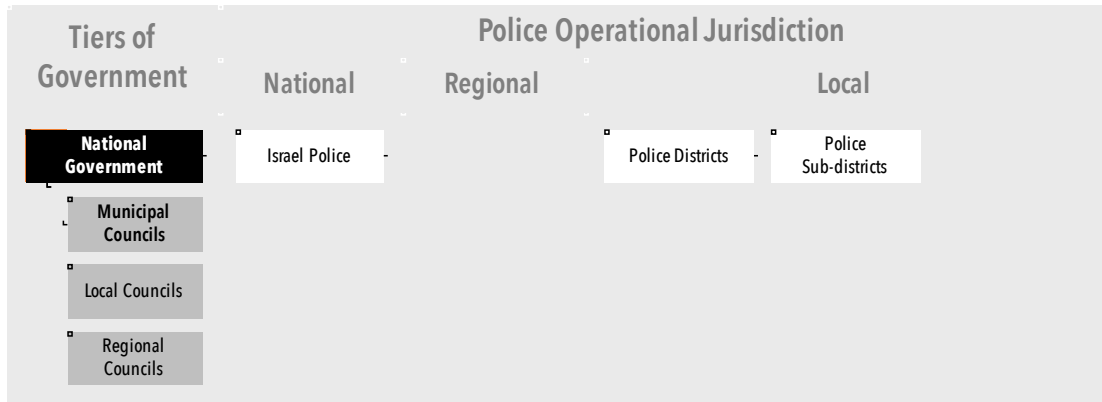 Tiers of
Government
Police Operational Jurisdiction
National
Regional
Local
National
Government
Israel Police
Police Districts
Police
Sub-districts
Municipal
Councils
Local Councils
Regional
Councils